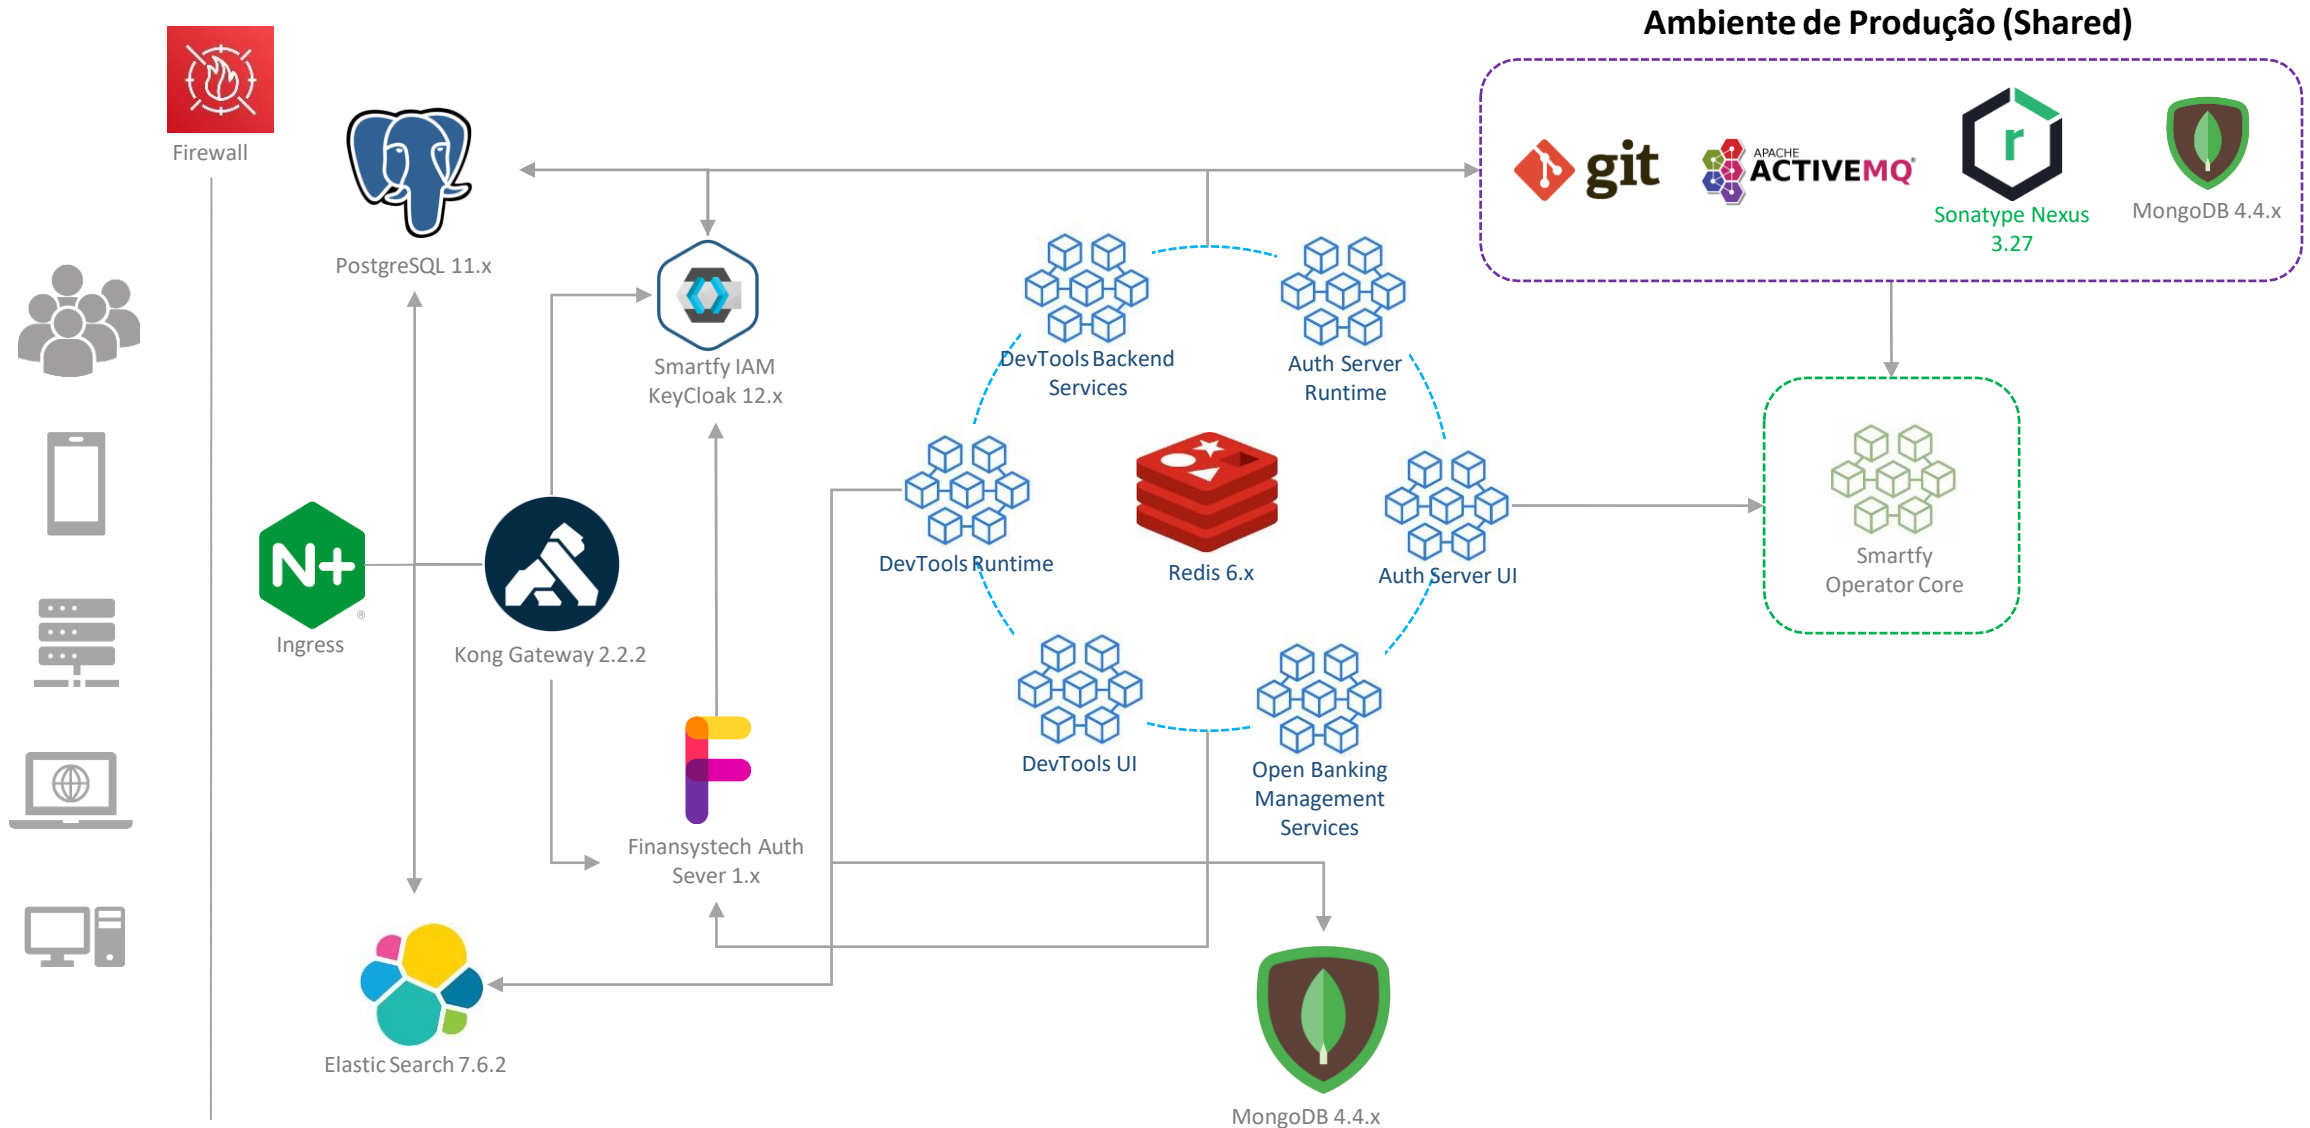 Ambiente de Produção (Shared)
Firewall
git
APACHE
ACTIVEMQ
r
Sonatype Nexus
3.27
MongoDB 4.4.x
PostgreSQL 11.x
Smartfy IAM
KeyCloak 12.x
DevTools Backend
Services
Auth Server
Runtime
N+
®
Ingress
Kong Gateway 2.2.2
DevTools Runtime
Redis 6.x
Auth Server UI
Smartfy
Operator Core
DevTools UI
Open Banking
Management
Services
Finansystech Auth
Sever 1.x
Elastic Search 7.6.2
MongoDB 4.4.x